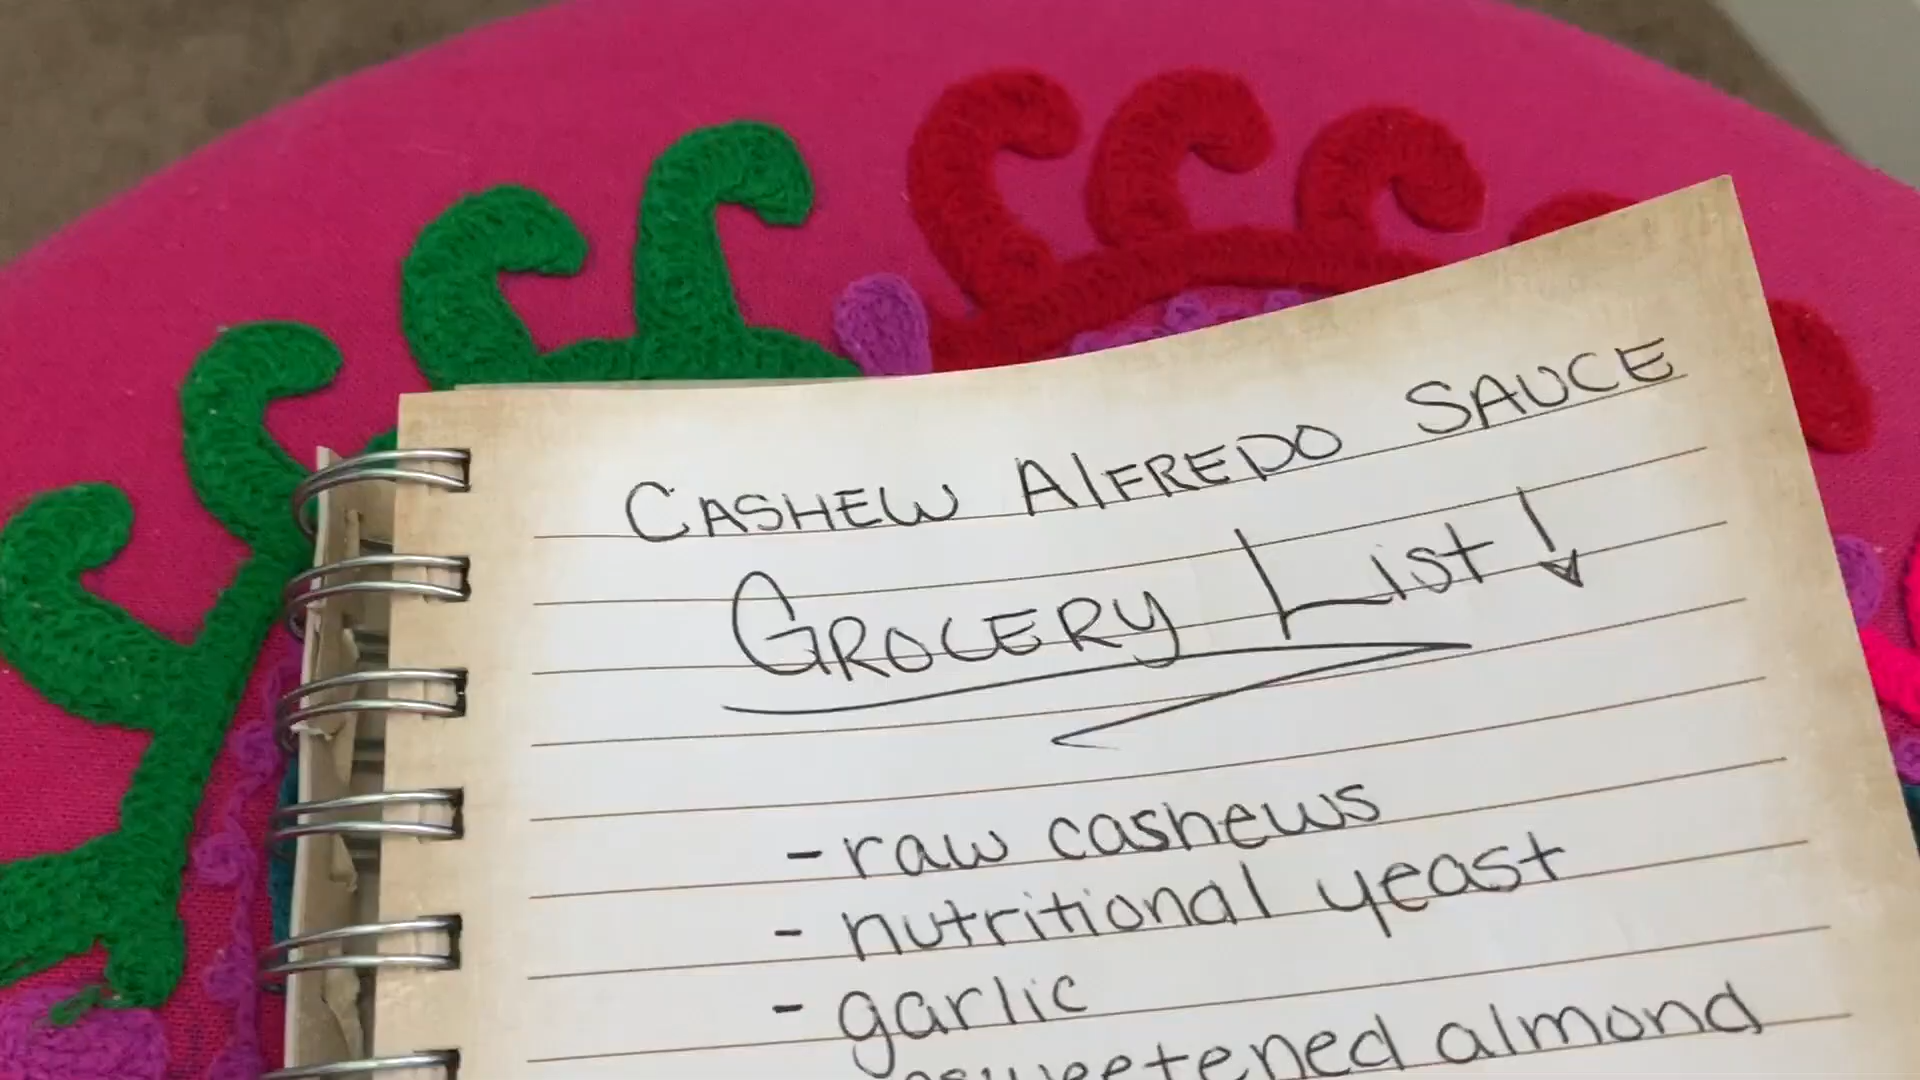 CASHEW AlFREDO SAUCE
GROCERY LIST!
- raw cashews
- nutritional yeast
- garlic
almond